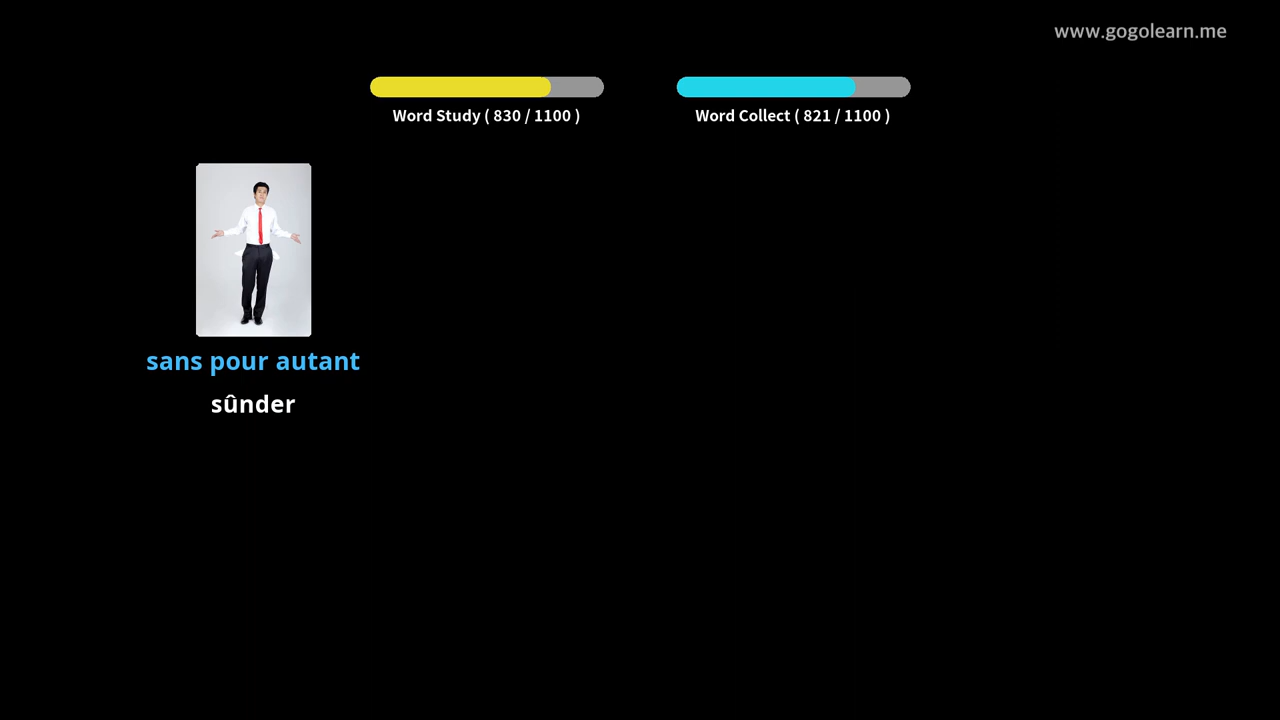 www.gogolearn.me
Word Study ( 830 / 1100 )
Word Collect ( 821 / 1100 )
sans pour autant
sûnder